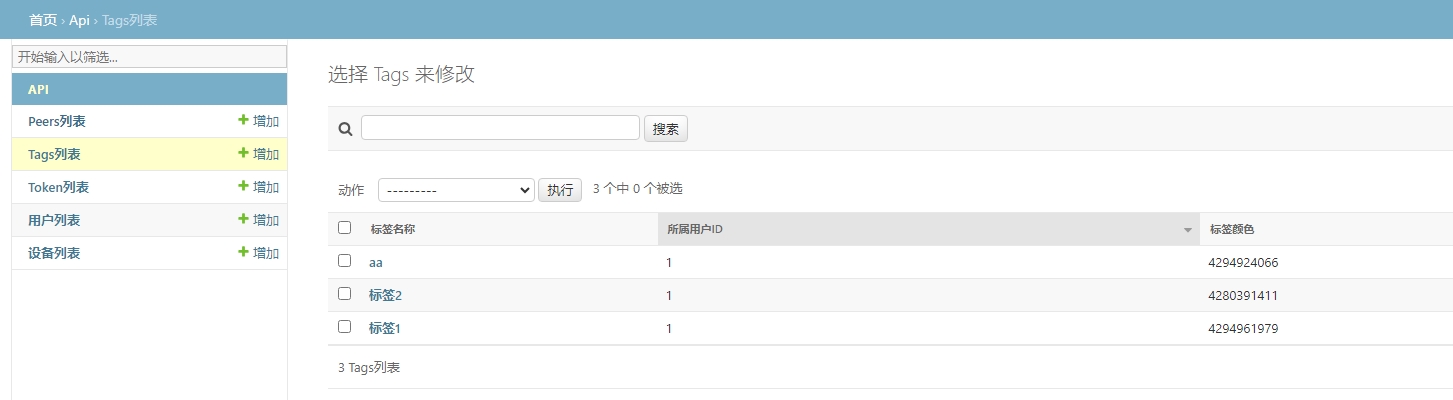 首页 › Api › Tags列表
开始输入以筛选...
API
Peers列表 增加
Tags列表 增加
Token列表 增加
用户列表 增加
设备列表 增加
选择 Tags 来修改
搜索
动作 --------- 执行 3 个中 0 个被选
标签名称 所属用户ID 标签颜色
aa 1 4294924066
标签2 1 4280391411
标签1 1 4294961979
3 Tags列表